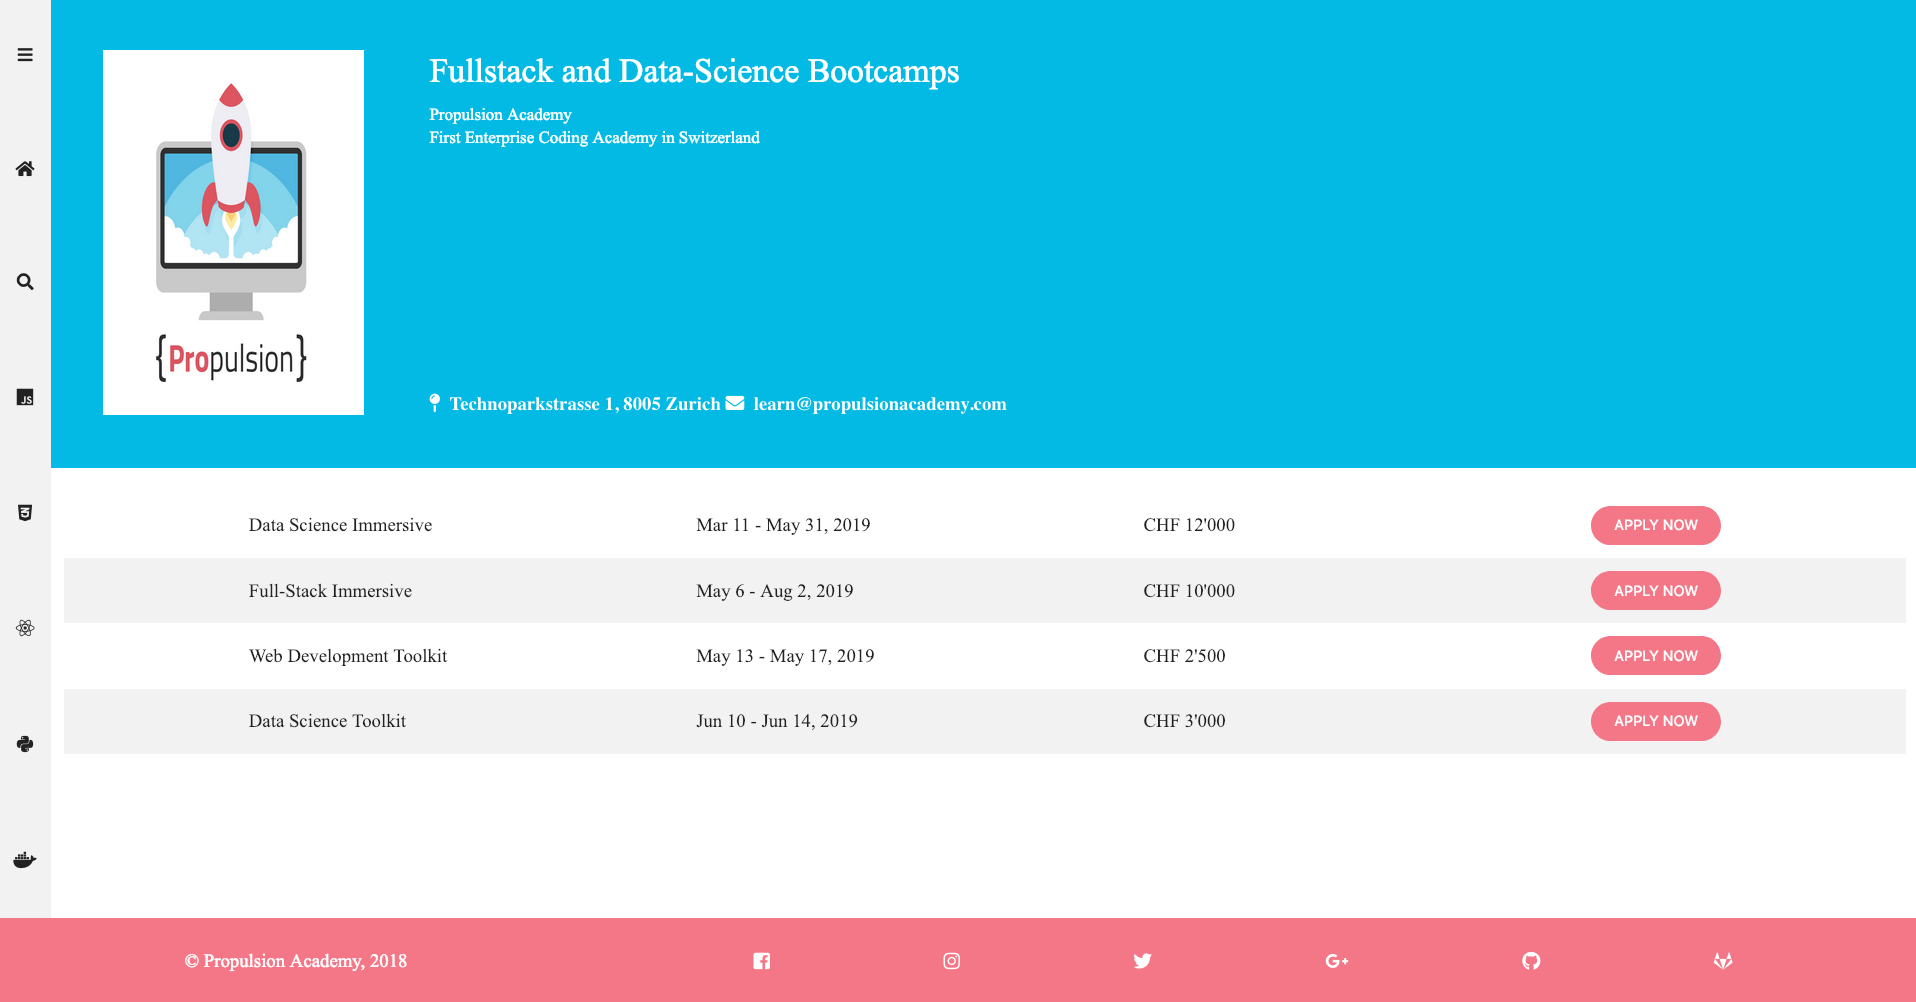 Fullstack and Data-Science Bootcamps
Propulsion Academy
First Enterprise Coding Academy in Switzerland
{Propulsion}
Technoparkstrasse 1, 8005 Zurich learn@propulsionacademy.com
JS
Data Science Immersive Mar 11 - May 31, 2019 CHF 12'000 APPLY NOW
Full-Stack Immersive May 6 - Aug 2, 2019 CHF 10'000 APPLY NOW
Web Development Toolkit May 13 - May 17, 2019 CHF 2'500 APPLY NOW
Data Science Toolkit Jun 10 - Jun 14, 2019 CHF 3'000 APPLY NOW
© Propulsion Academy, 2018 G+